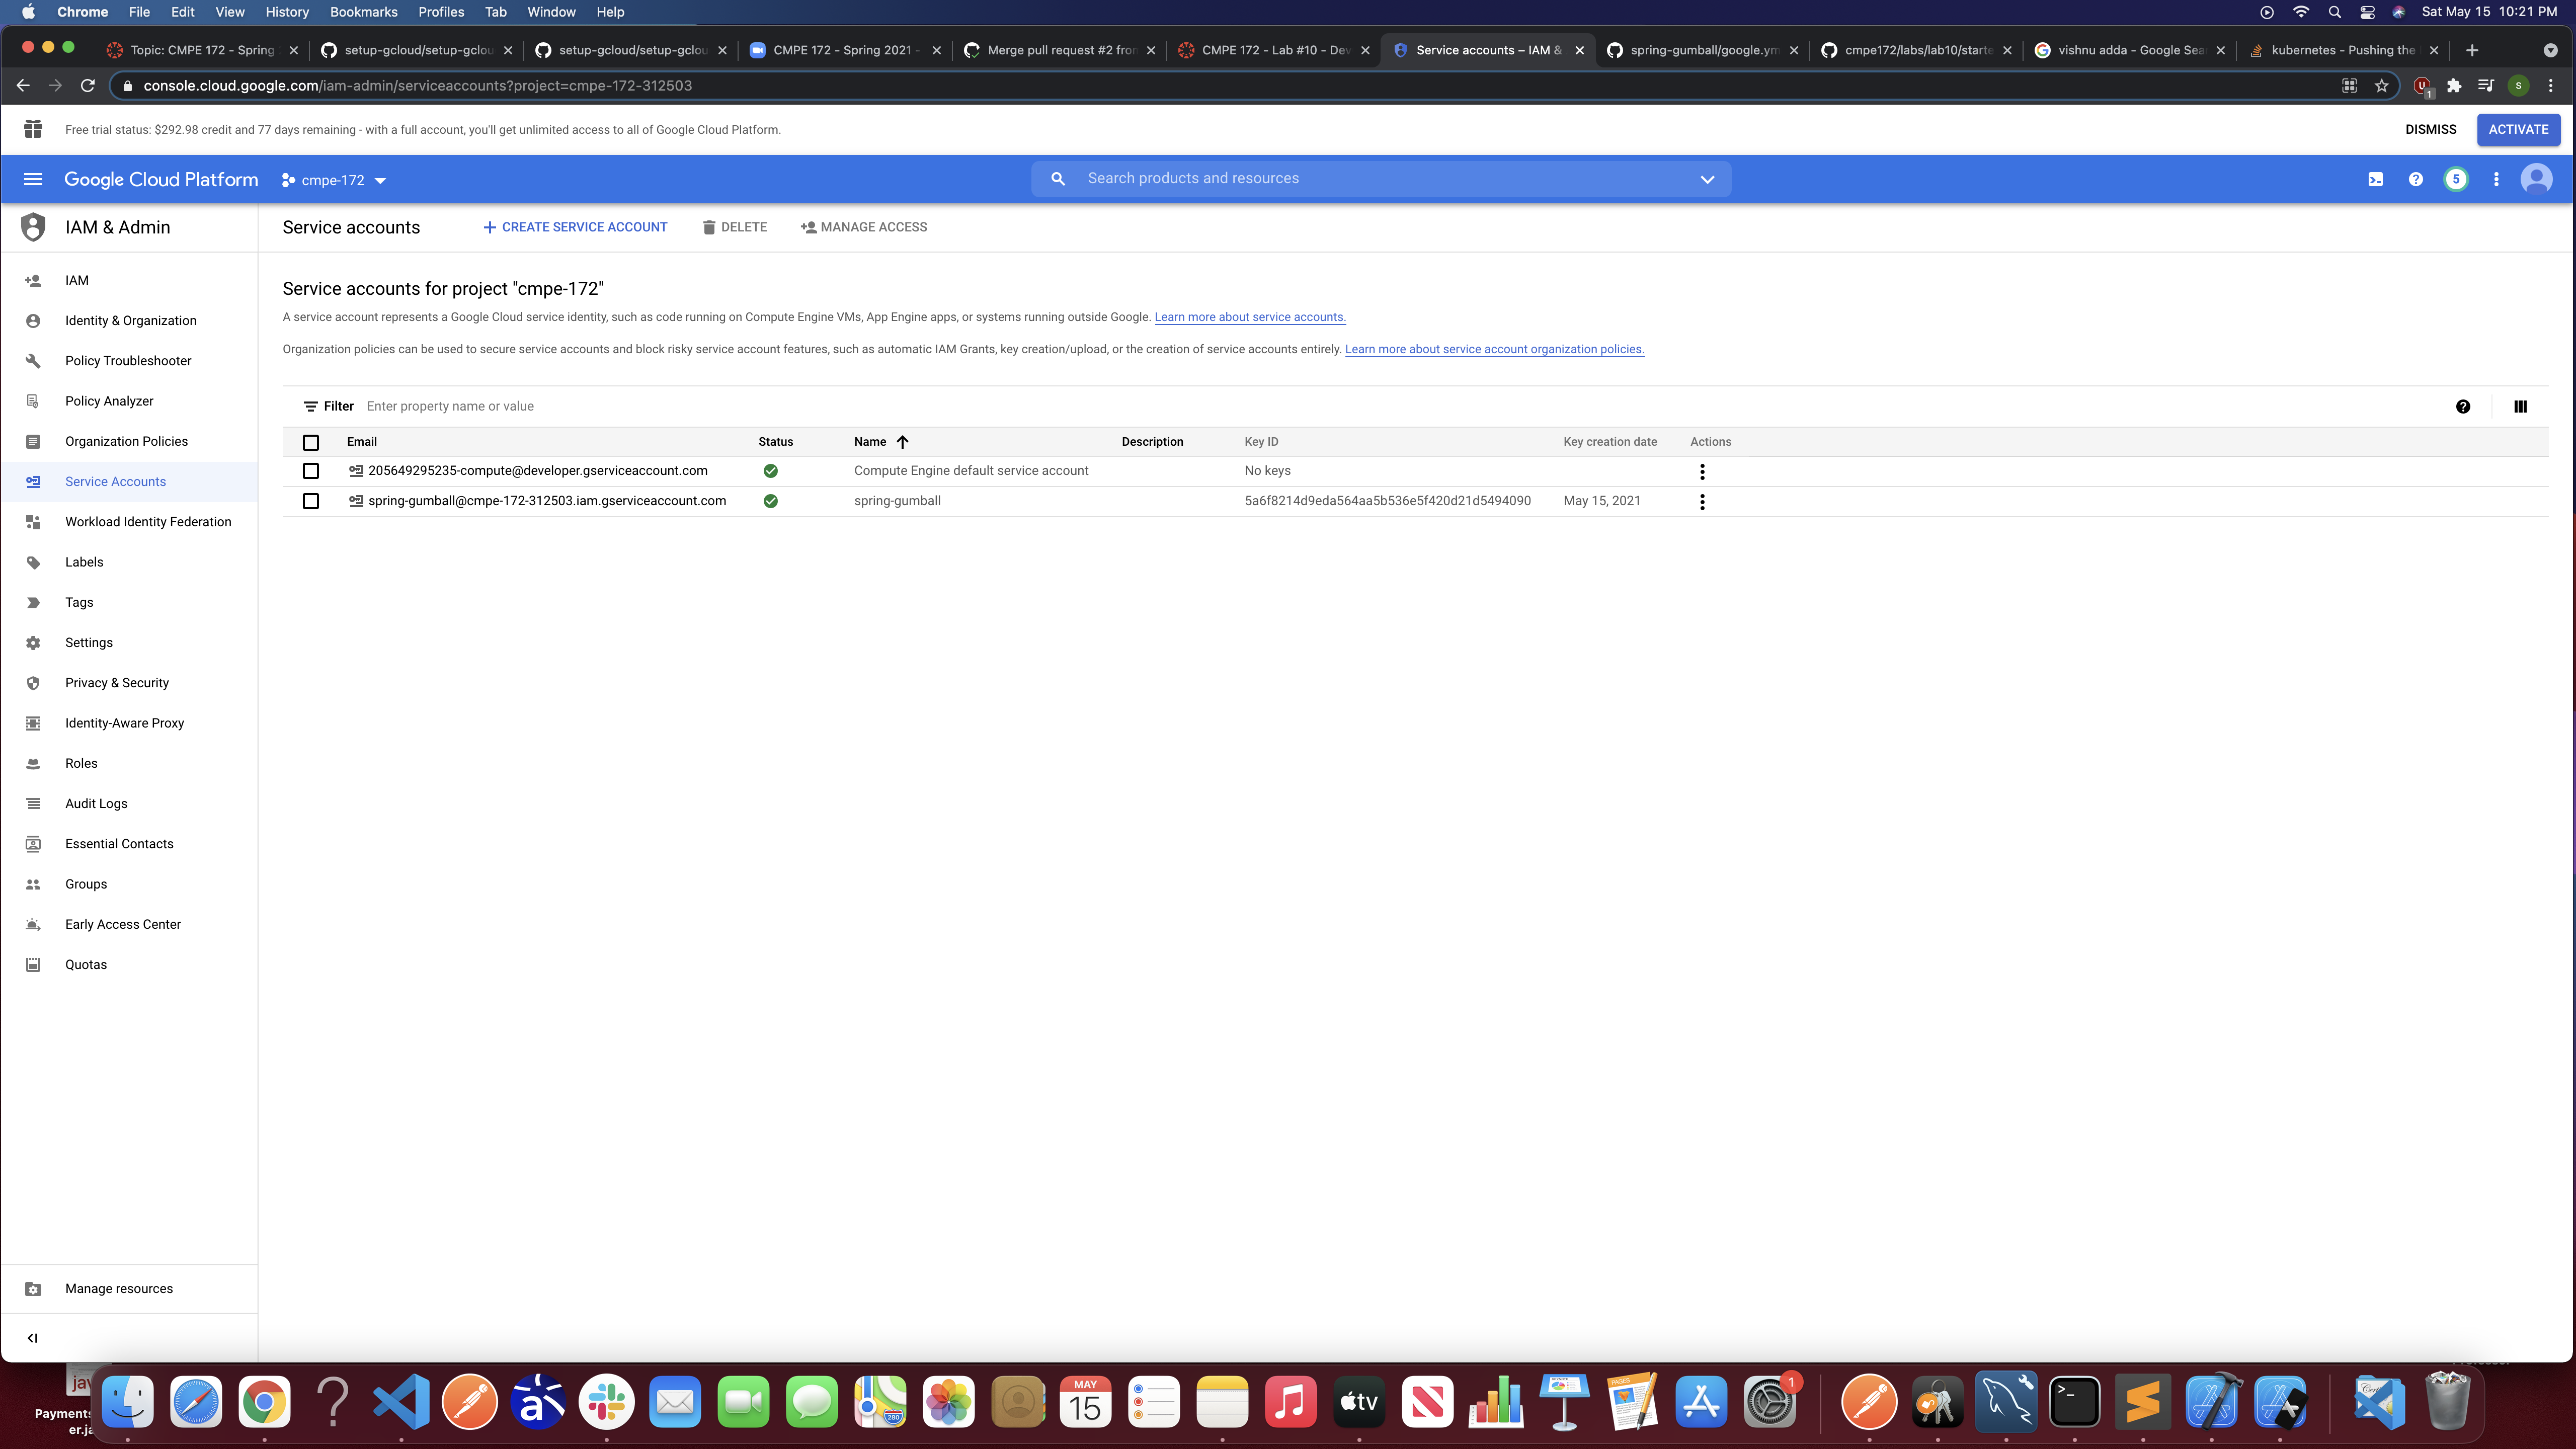 Chrome File Edit View History Bookmarks Profiles Tab Window Help Sat May 15 10:21 PM
Topic: CMPE 172 - Spring setup-gcloud/setup-gclou setup-gcloud/setup-gclou CMPE 172 - Spring 2021 - Merge pull request #2 from CMPE 172 - Lab #10 - Dev Service accounts – IAM & spring-gumball/google.ym cmpe172/labs/lab10/starte vishnu adda - Google Sea kubernetes - Pushing the
console.cloud.google.com/iam-admin/serviceaccounts?project=cmpe-172-312503 1 S
Free trial status: $292.98 credit and 77 days remaining - with a full account, you'll get unlimited access to all of Google Cloud Platform. DISMISS ACTIVATE
Google Cloud Platform cmpe-172 Search products and resources 5
IAM & Admin
Service accounts CREATE SERVICE ACCOUNT DELETE MANAGE ACCESS
IAM
Identity & Organization
Policy Troubleshooter
Policy Analyzer
Organization Policies
Service Accounts
Workload Identity Federation
Labels
Tags
Settings
Privacy & Security
Identity-Aware Proxy
Roles
Audit Logs
Essential Contacts
Groups
Early Access Center
Quotas
Manage resources
Service accounts for project "cmpe-172"
A service account represents a Google Cloud service identity, such as code running on Compute Engine VMs, App Engine apps, or systems running outside Google. Learn more about service accounts.
Organization policies can be used to secure service accounts and block risky service account features, such as automatic IAM Grants, key creation/upload, or the creation of service accounts entirely. Learn more about service account organization policies.
Filter Enter property name or value
Email Status Name Description Key ID Key creation date Actions
205649295235-compute@developer.gserviceaccount.com Compute Engine default service account No keys
spring-gumball@cmpe-172-312503.iam.gserviceaccount.com spring-gumball 5a6f8214d9eda564aa5b536e5f420d21d5494090 May 15, 2021
jav
Payments
er.ja
MAY
15
280
tv
1